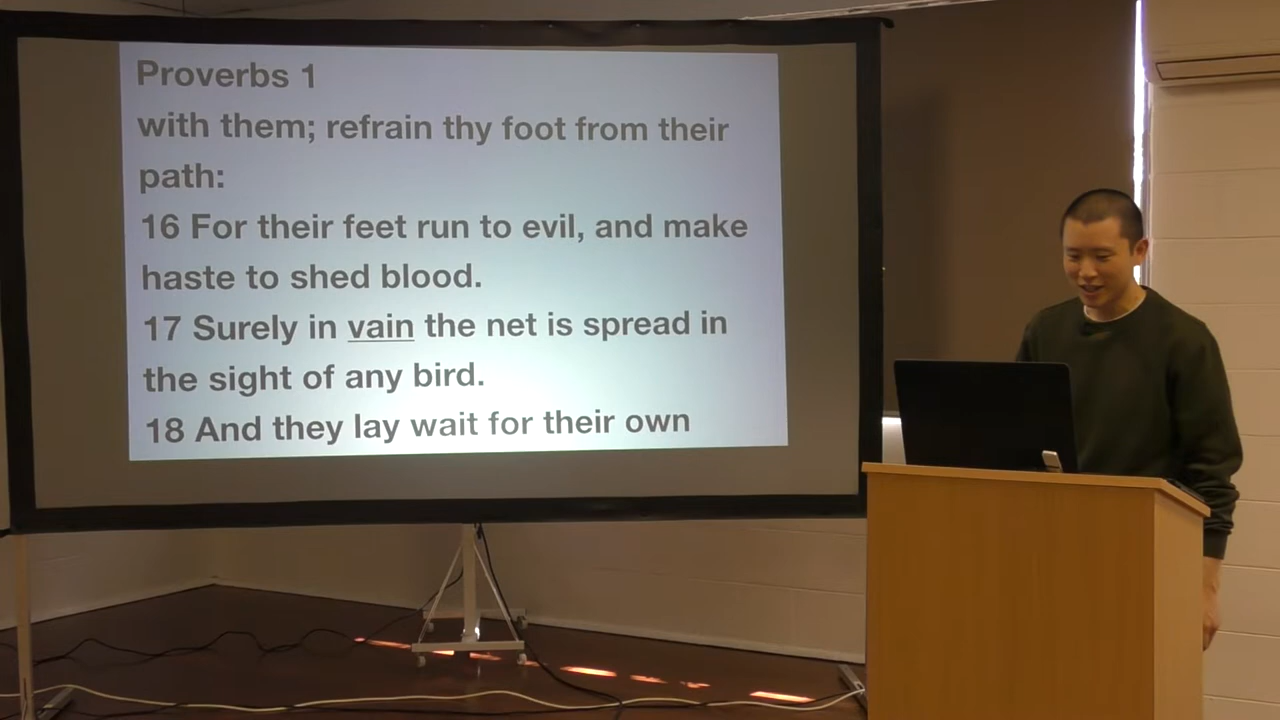 Proverbs 1
with them; refrain thy foot from their
path:
16 For their feet run to evil, and make
haste to shed blood.
17 Surely in vain the net is spread in
the sight of any bird.
18 And they lay wait for their own